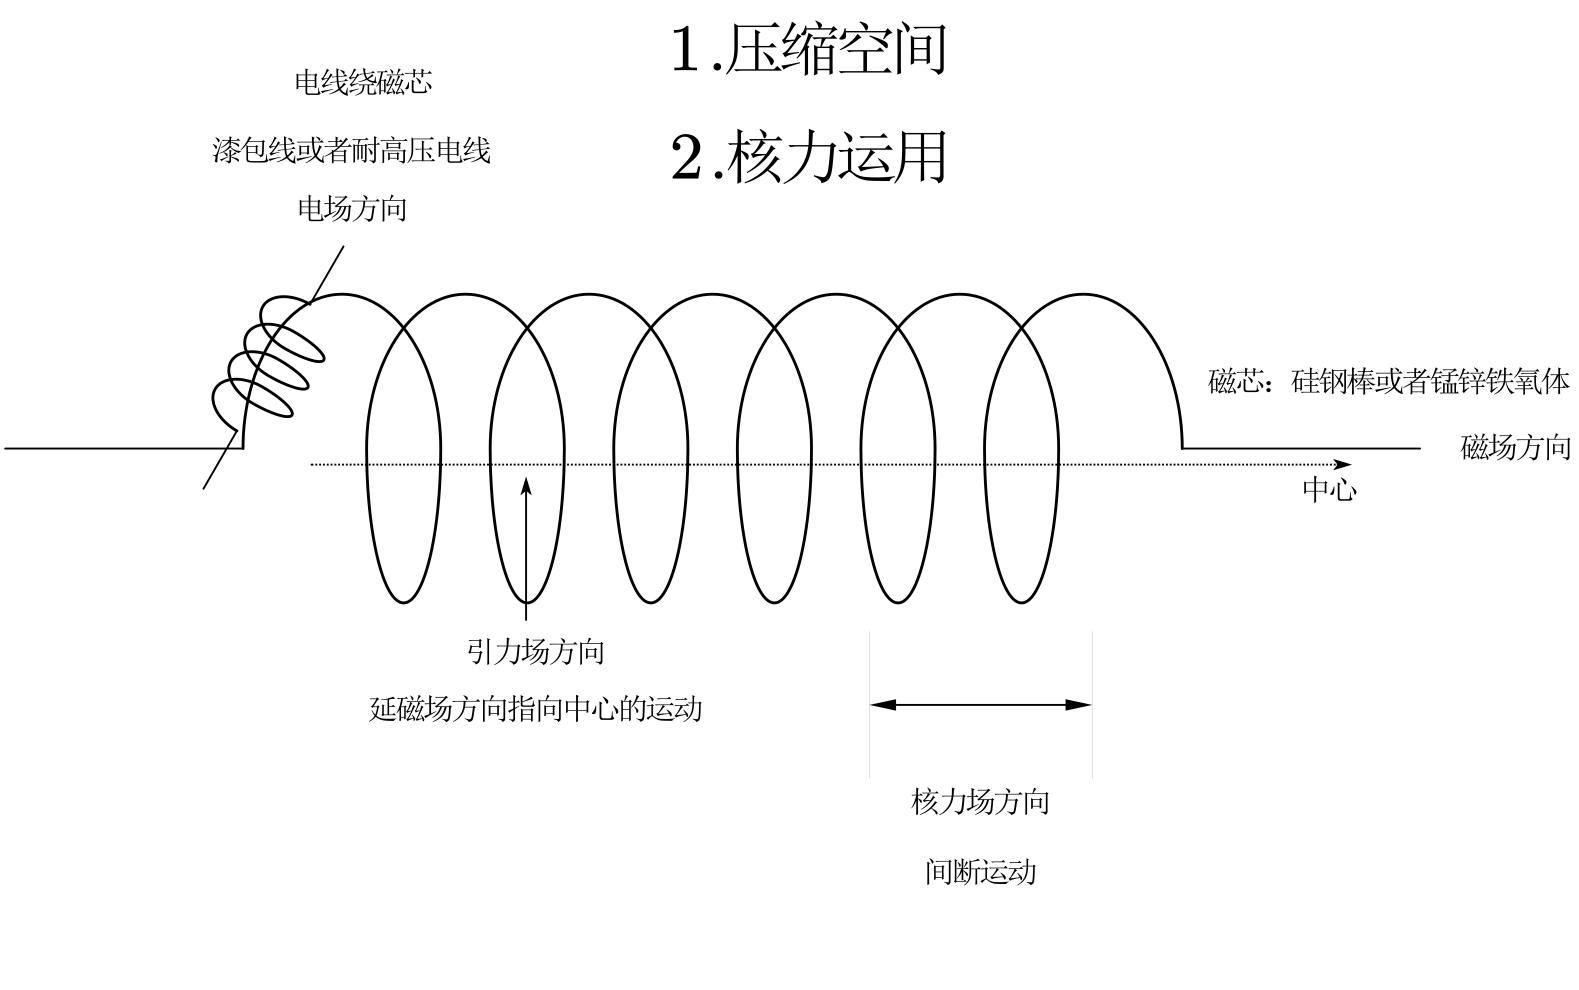 1.压缩空间
2.核力运用
电线绕磁芯
漆包线或者耐高压电线
电场方向
磁芯：硅钢棒或者锰锌铁氧体
磁场方向
中心
引力场方向
延磁场方向指向中心的运动
核力场方向
间断运动